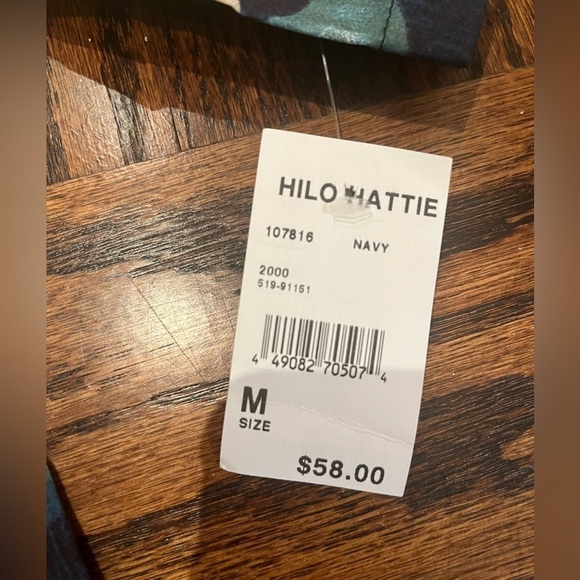 HILO HATTIE
107816 NAVY
2000
519-91151
4 49082 70507 4
M
SIZE
$58.00